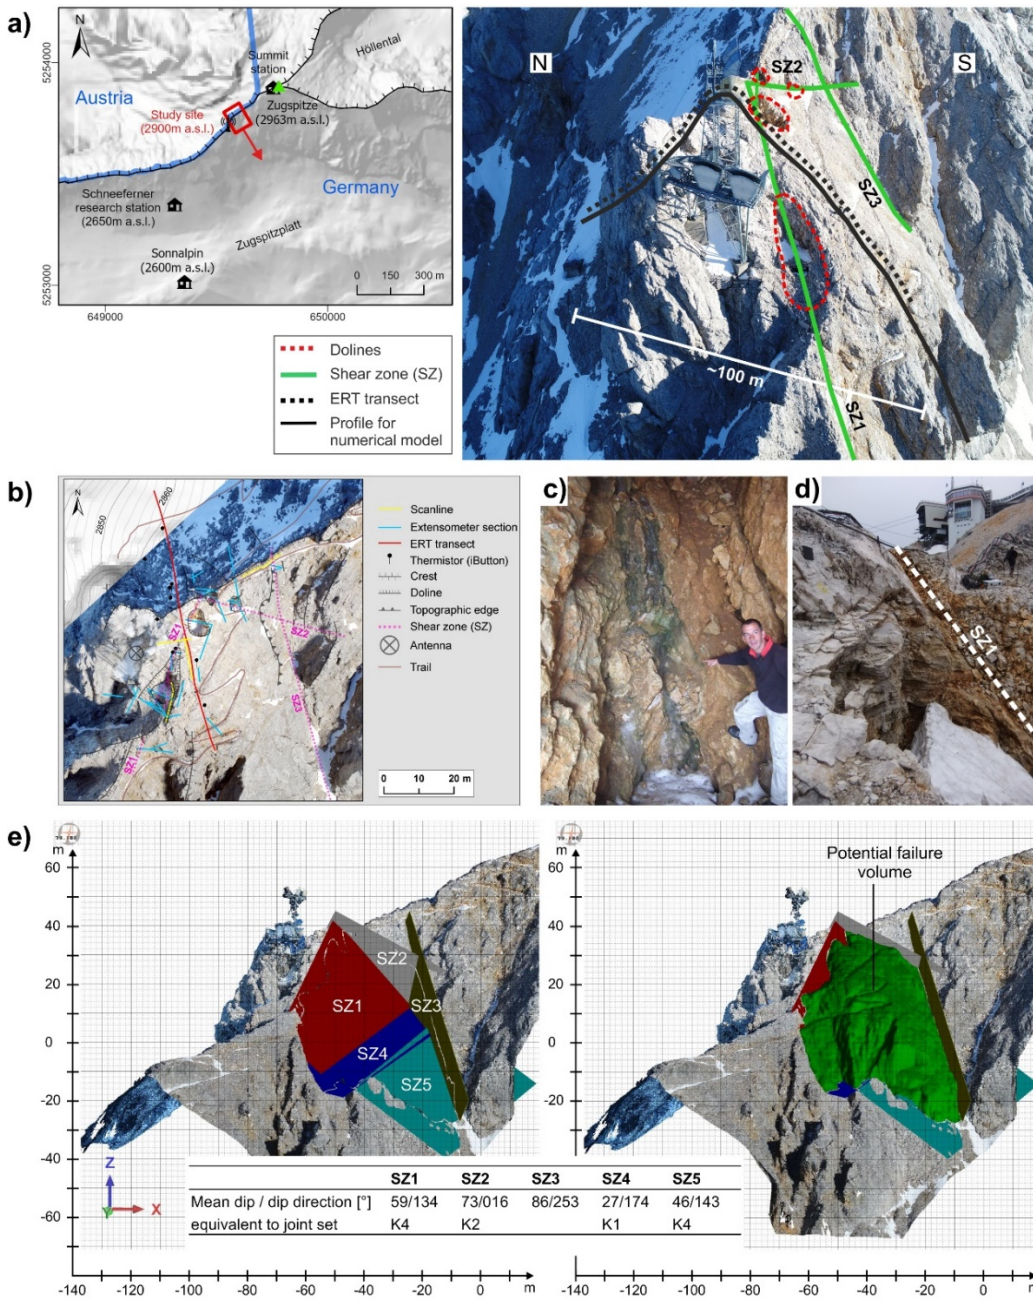 a)
N
5254000
5253000
Summit
station
Höllental
Austria
Zugspitze
(2963m a.s.l.)
Study site
(2900m a.s.l.)
Germany
Schneeferner
research station
(2650m a.s.l.)
Zugspitzplatt
Sonnalpin
(2600m a.s.l.)
0 150 300 m
649000 650000
Dolines
Shear zone (SZ)
ERT transect
Profile for
numerical model
N
S
SZ2
SZ3
~100 m
SZ1
b)
N
2860
2850
SZ1
SZ2
SZ3
SZ1
Scanline
Extensometer section
ERT transect
Thermistor (iButton)
Crest
Doline
Topographic edge
Shear zone (SZ)
Antenna
Trail
0 10 20 m
c)
d)
SZ1
e)
m
60
40
20
0
-20
-40
-60
SZ2
SZ1
SZ3
SZ4
SZ5
Z
Y
X
-140 -120 -100 -80 -60 -40 -20 0
m
m
60
40
20
0
-20
Potential failure
volume
-120 -100 -80 -60 -40 -20 0
m
SZ1 SZ2 SZ3 SZ4 SZ5
Mean dip / dip direction [°] 59/134 73/016 86/253 27/174 46/143
equivalent to joint set K4 K2 K1 K4